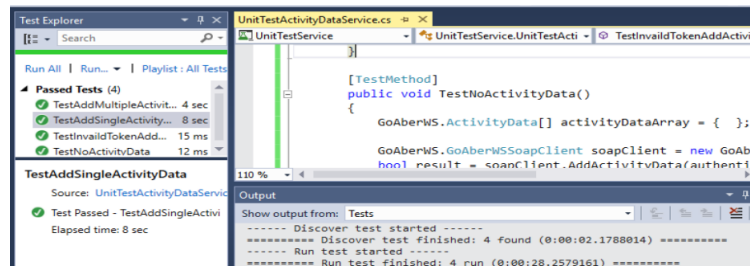 Test Explorer
Search
Run All | Run... | Playlist : All Tests
Passed Tests (4)
TestAddMultipleActivit... 4 sec
TestAddSingleActivity... 8 sec
TestInvaildTokenAdd... 15 ms
TestNoActivityData 12 ms
TestAddSingleActivityData
Source: UnitTestActivityDataServic
Test Passed - TestAddSingleActivi
Elapsed time: 8 sec
UnitTestActivityDataService.cs
UnitTestService
UnitTestService.UnitTestActi
TestInvaildTokenAddActivi
}
[TestMethod]
public void TestNoActivityData()
{
GoAberWS.ActivityData[] activityDataArray = { };
GoAberWS.GoAberWSSoapClient soapClient = new GoAb
bool result = soapClient.AddActivityData(authenti
110 %
Output
Show output from: Tests
------ Discover test started ------
========== Discover test finished: 4 found (0:00:02.1788014) ==========
------ Run test started ------
========== Run test finished: 4 run (0:00:28.2579161) ==========